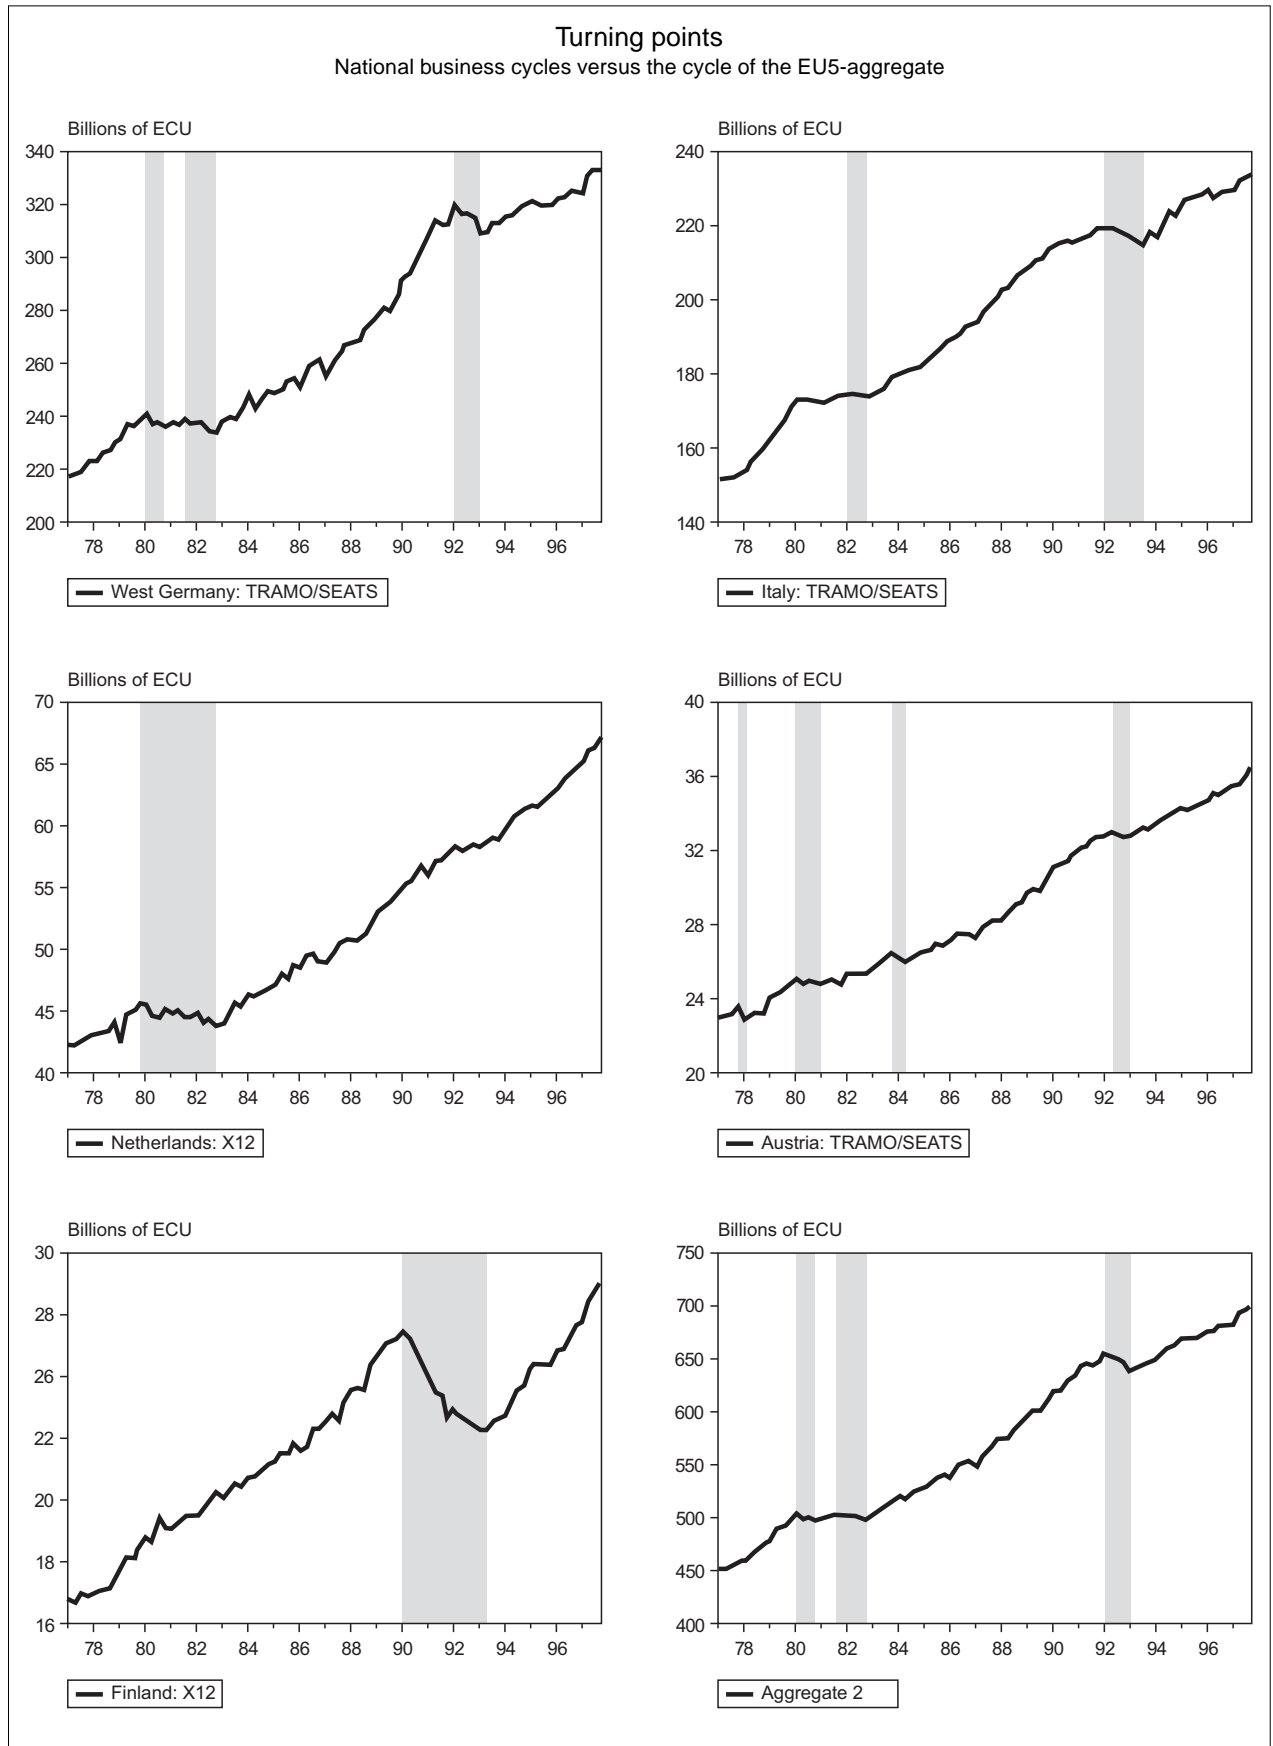 Turning points
National business cycles versus the cycle of the EU5-aggregate
Billions of ECU
340
320
300
280
260
240
220
200
78 80 82 84 86 88 90 92 94 96
West Germany: TRAMO/SEATS
Billions of ECU
240
220
200
180
160
140
78 80 82 84 86 88 90 92 94 96
Italy: TRAMO/SEATS
Billions of ECU
70
65
60
55
50
45
40
78 80 82 84 86 88 90 92 94 96
Netherlands: X12
Billions of ECU
40
36
32
28
24
20
78 80 82 84 86 88 90 92 94 96
Austria: TRAMO/SEATS
Billions of ECU
30
28
26
22
20
18
16
78 80 82 84 86 88 90 92 94 96
Finland: X12
Billions of ECU
750
700
650
600
550
500
450
400
78 80 82 84 86 88 90 92 94 96
Aggregate 2